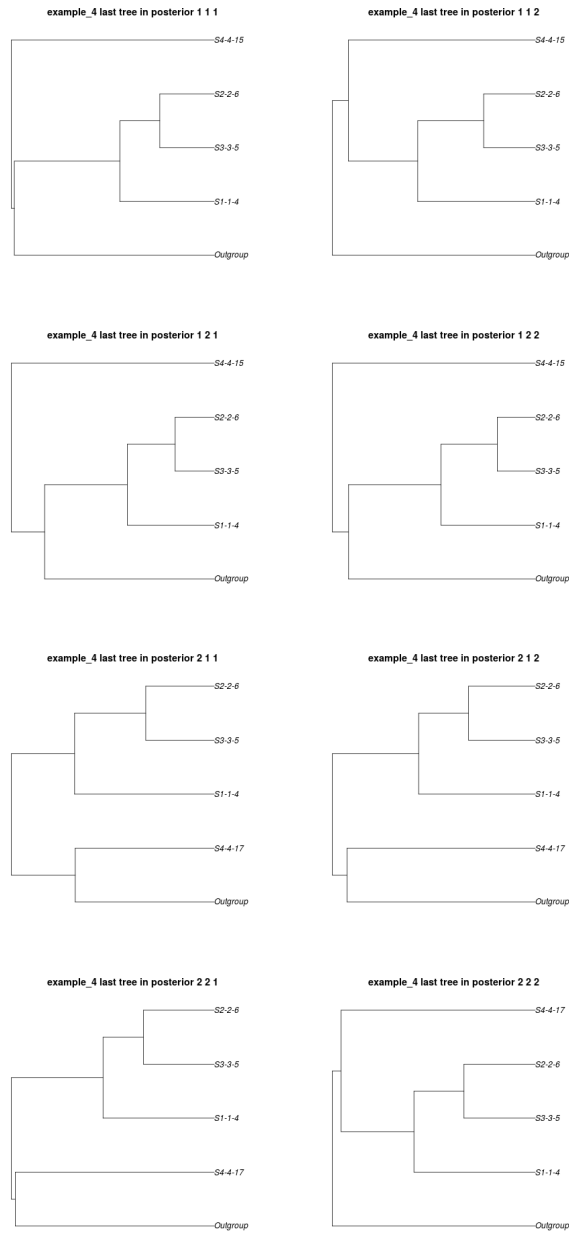 example_4 last tree in posterior 1 1 1
S4-4-15
S2-2-6
S3-3-5
S1-1-4
Outgroup
example_4 last tree in posterior 1 1 2
S4-4-15
S2-2-6
S3-3-5
S1-1-4
Outgroup
example_4 last tree in posterior 1 2 1
S4-4-15
S2-2-6
S3-3-5
S1-1-4
Outgroup
example_4 last tree in posterior 1 2 2
S4-4-15
S2-2-6
S3-3-5
S1-1-4
Outgroup
example_4 last tree in posterior 2 1 1
S2-2-6
S3-3-5
S1-1-4
S4-4-17
Outgroup
example_4 last tree in posterior 2 1 2
S2-2-6
S3-3-5
S1-1-4
S4-4-17
Outgroup
example_4 last tree in posterior 2 2 1
S2-2-6
S3-3-5
S1-1-4
S4-4-17
Outgroup
example_4 last tree in posterior 2 2 2
S4-4-17
S2-2-6
S3-3-5
S1-1-4
Outgroup